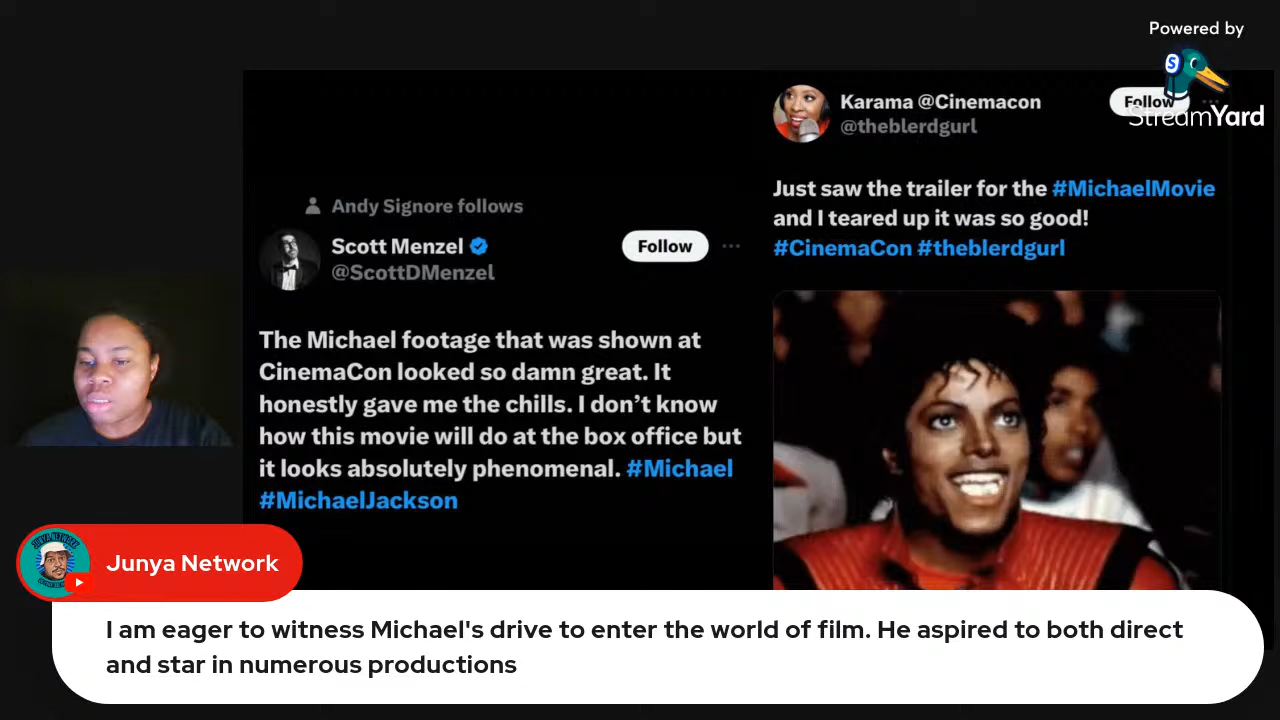 Powered by
StreamYard
Andy Signore follows
Scott Menzel
@ScottDMenzel
Follow
The Michael footage that was shown at
CinemaCon looked so damn great. It
honestly gave me the chills. I don’t know
how this movie will do at the box office but
it looks absolutely phenomenal. #Michael
#MichaelJackson
Karama @Cinemacon
@theblerdgurl
Follow
Just saw the trailer for the #MichaelMovie
and I teared up it was so good!
#CinemaCon #theblerdgurl
Junya Network
I am eager to witness Michael's drive to enter the world of film. He aspired to both direct
and star in numerous productions